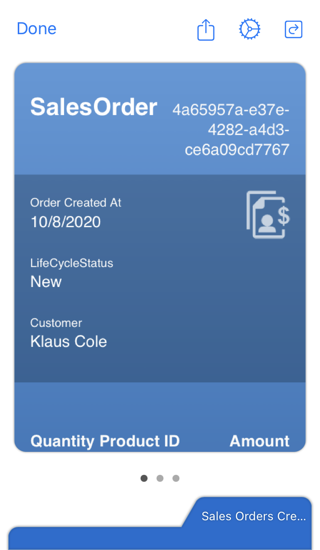 Done
SalesOrder
4a65957a-e37e-
4282-a4d3-
ce6a09cd7767
Order Created At
10/8/2020
LifeCycleStatus
New
Customer
Klaus Cole
Quantity Product ID Amount
Sales Orders Cre...